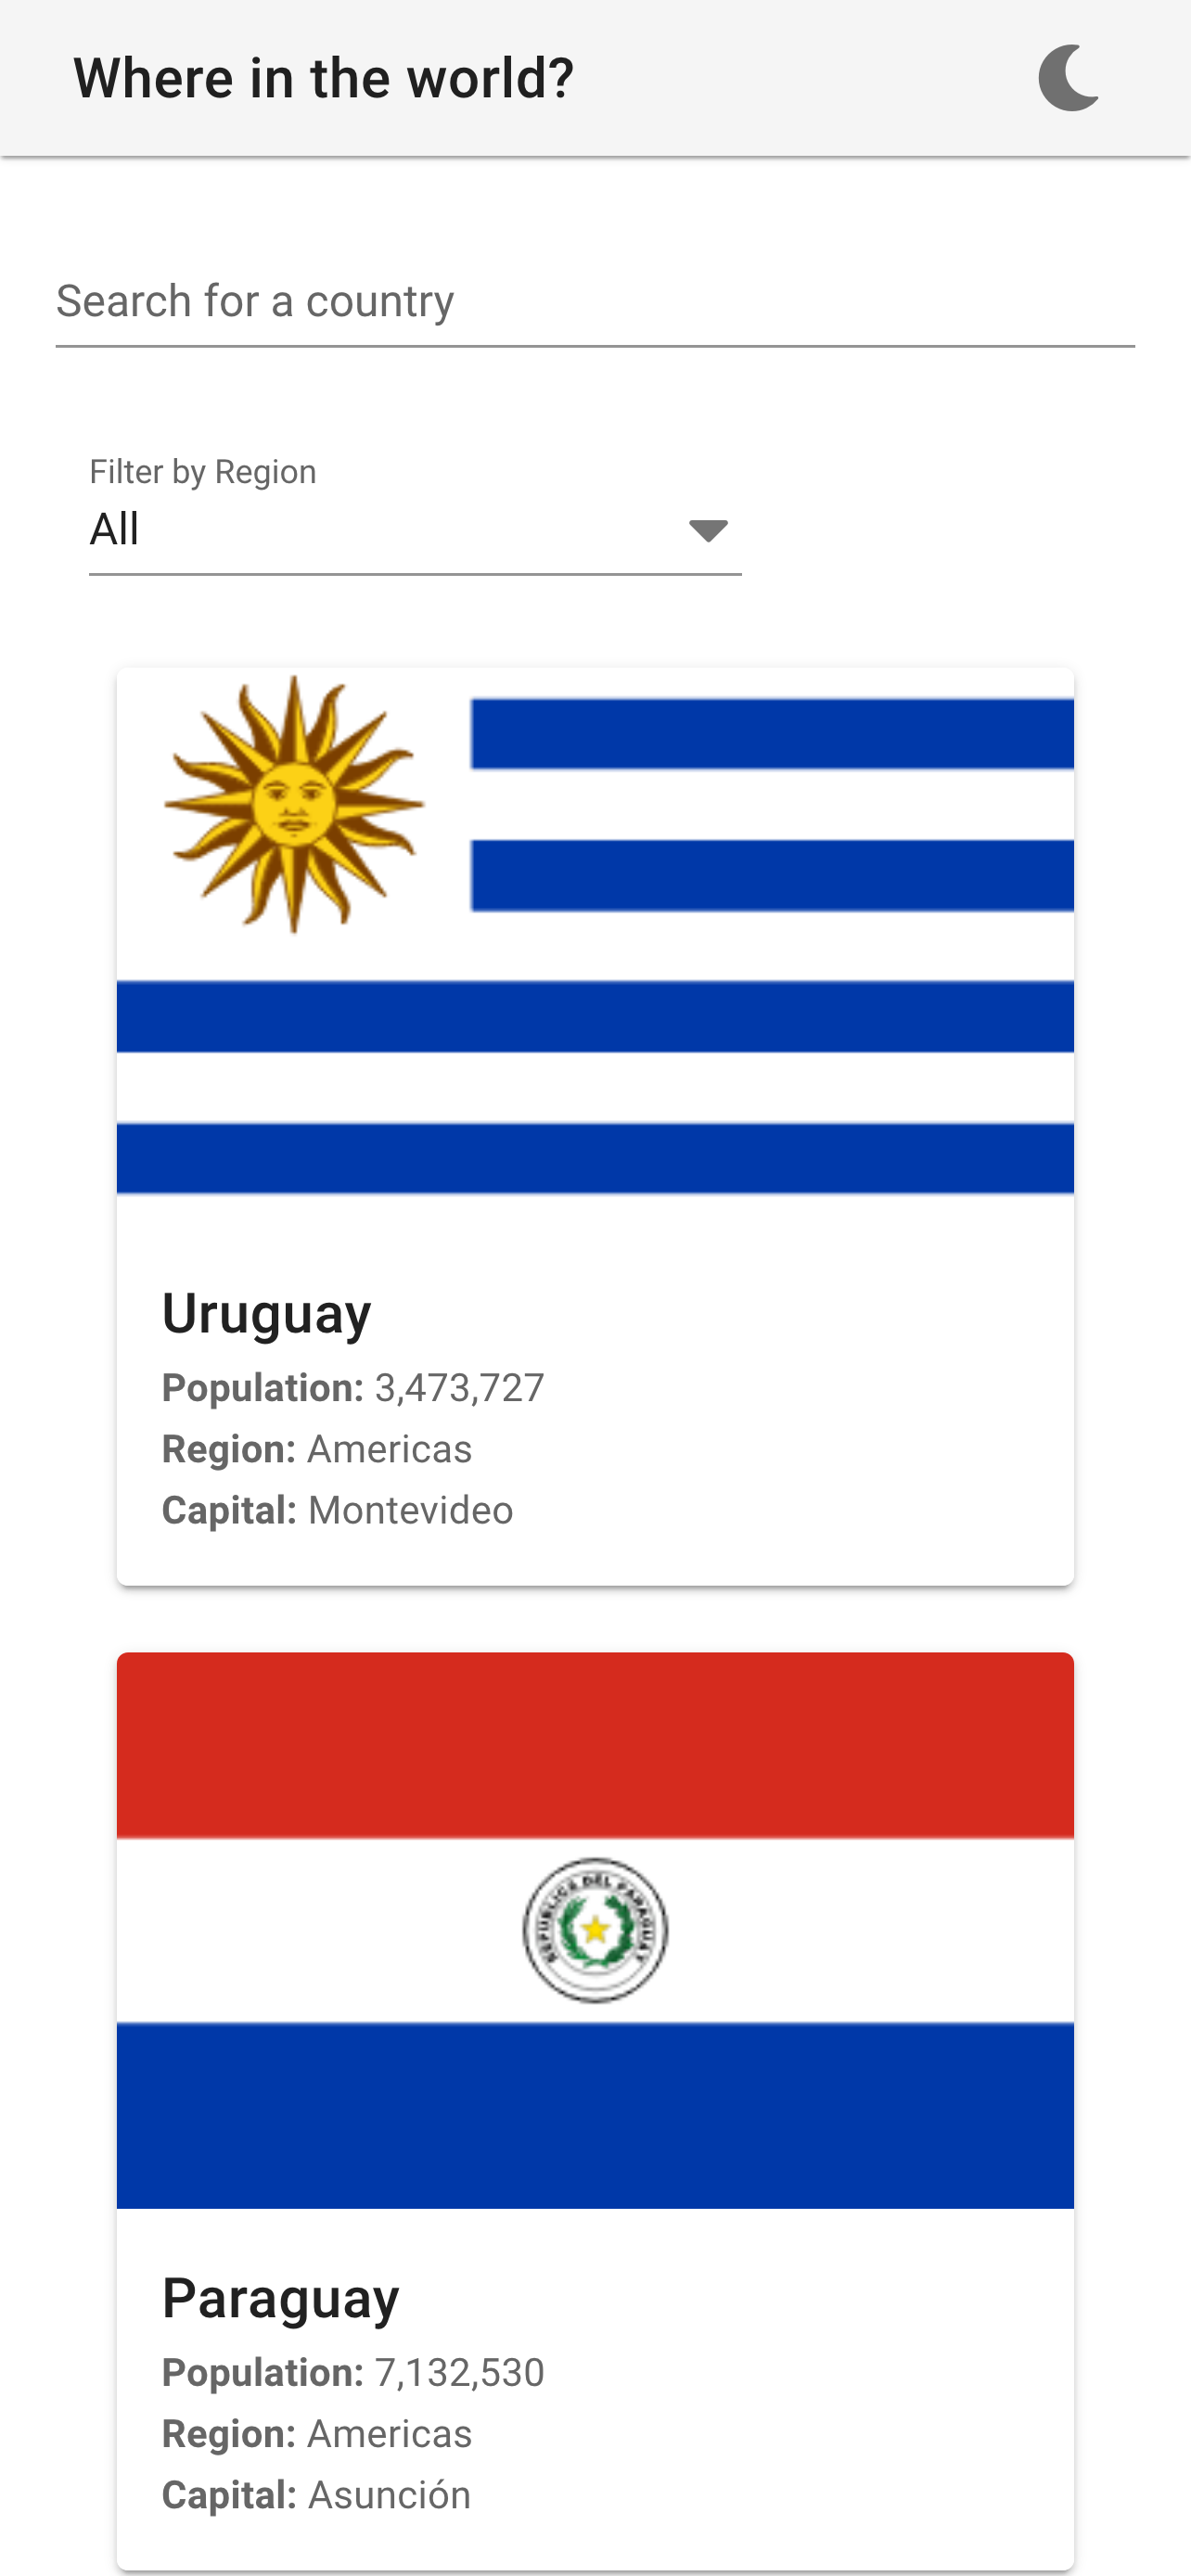 Where in the world?
Search for a country
Filter by Region
All
Uruguay
Population: 3,473,727
Region: Americas
Capital: Montevideo
REPUBLICA DEL PARAGUAY
Paraguay
Population: 7,132,530
Region: Americas
Capital: Asunción